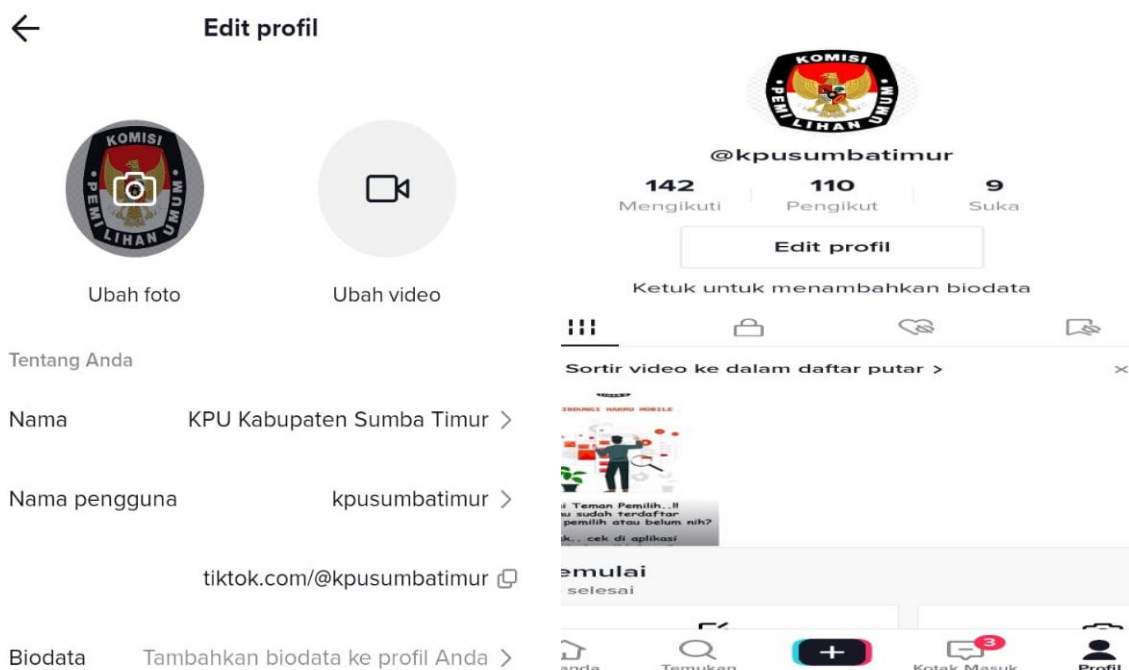 Edit profil
KOMISI
PEMILIHAN UMUM
Ubah foto
Ubah video
Tentang Anda
Nama
KPU Kabupaten Sumba Timur >
Nama pengguna
kpusumbatimur >
tiktok.com/@kpusumbatimur
Biodata
Tambahkan biodata ke profil Anda >
KOMISI
PEMILIHAN UMUM
@kpusumbatimur
142 110 9
Mengikuti Pengikut Suka
Edit profil
Ketuk untuk menambahkan biodata
Sortir video ke dalam daftar putar >
MOBILE
Teman Pemilih..!!
sudah terdaftar
pemilih atau belum nih?
cek di aplikasi
emulai
selesai
3
anda Temukan Kotak Masuk Profil